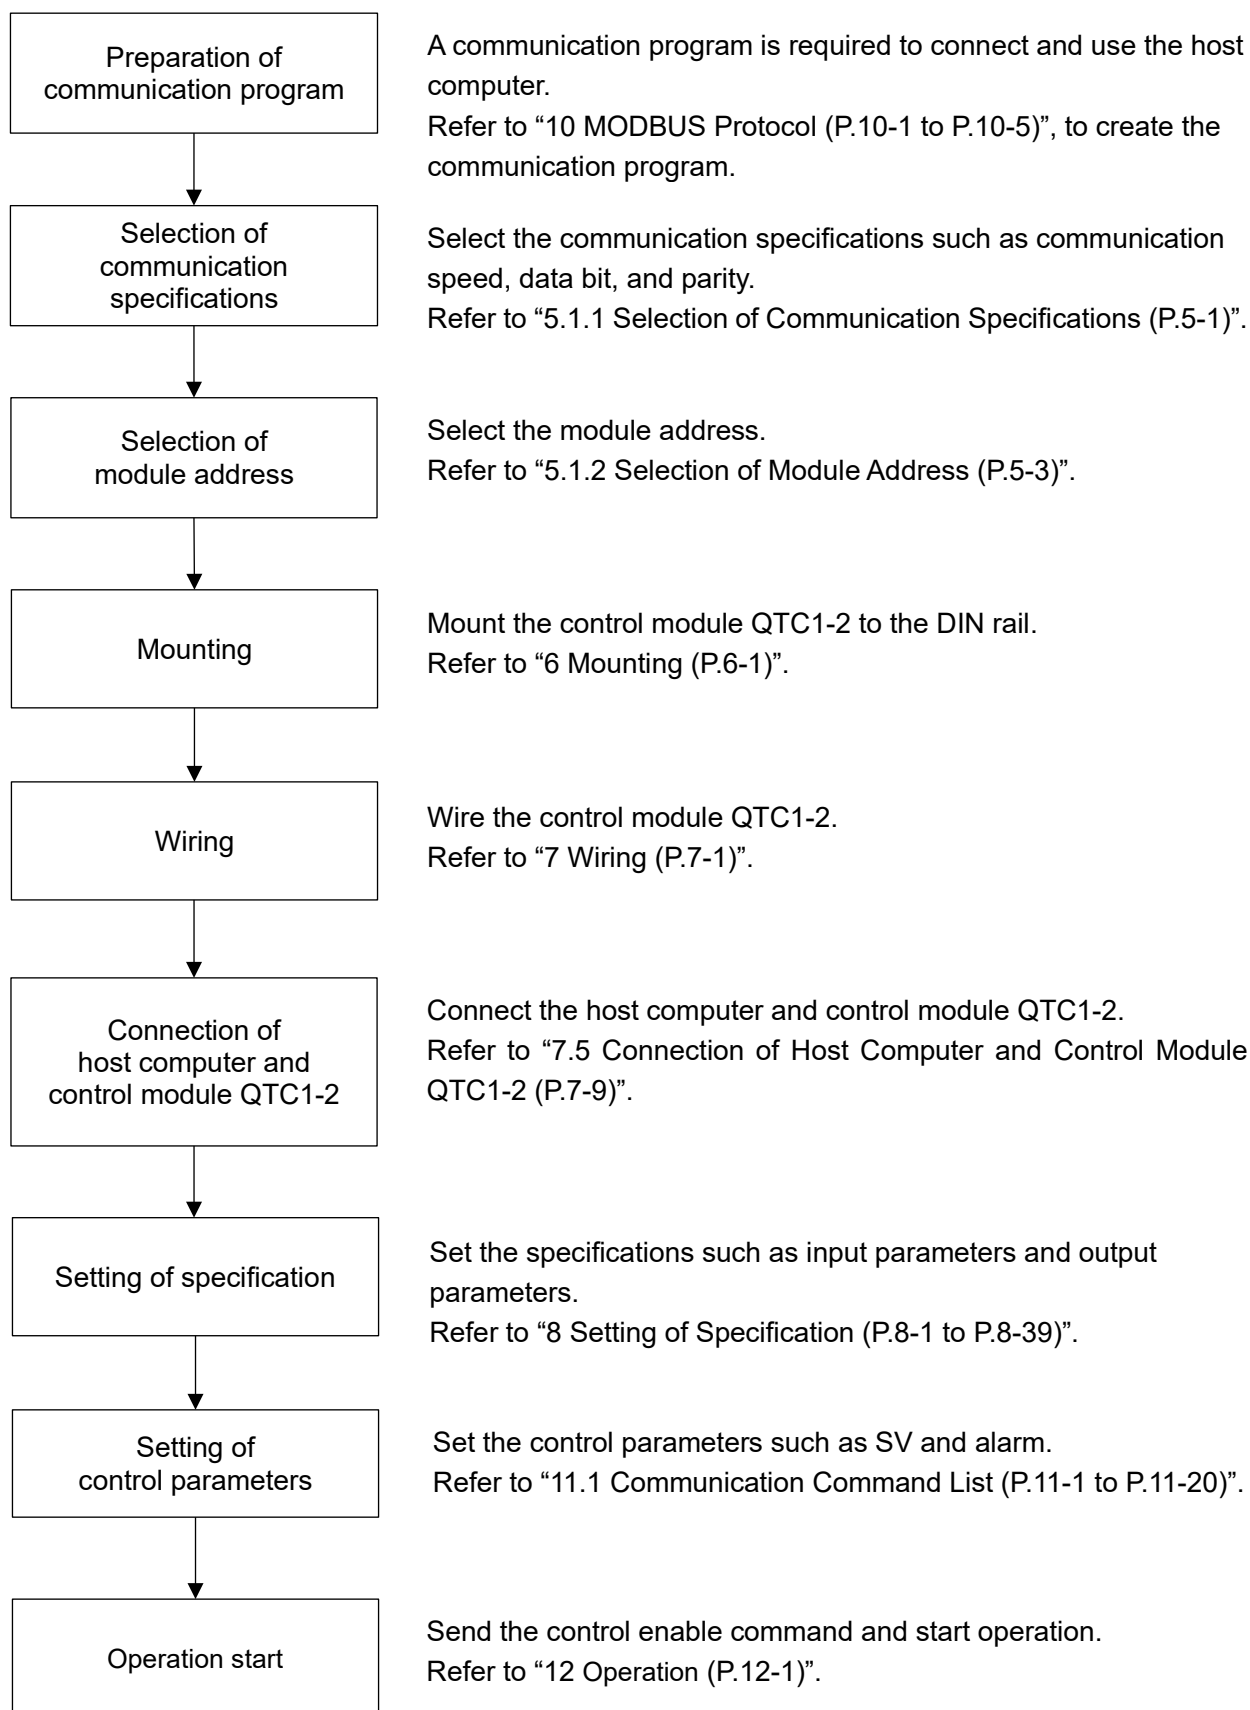 Preparation of
communication program
A communication program is required to connect and use the host
computer.
Refer to “10 MODBUS Protocol (P.10-1 to P.10-5)”, to create the
communication program.
Selection of
communication
specifications
Select the communication specifications such as communication
speed, data bit, and parity.
Refer to “5.1.1 Selection of Communication Specifications (P.5-1)”.
Selection of
module address
Select the module address.
Refer to “5.1.2 Selection of Module Address (P.5-3)”.
Mounting
Mount the control module QTC1-2 to the DIN rail.
Refer to “6 Mounting (P.6-1)”.
Wiring
Wire the control module QTC1-2.
Refer to “7 Wiring (P.7-1)”.
Connection of
host computer and
control module QTC1-2
Connect the host computer and control module QTC1-2.
Refer to “7.5 Connection of Host Computer and Control Module
QTC1-2 (P.7-9)”.
Setting of specification
Set the specifications such as input parameters and output
parameters.
Refer to “8 Setting of Specification (P.8-1 to P.8-39)”.
Setting of
control parameters
Set the control parameters such as SV and alarm.
Refer to “11.1 Communication Command List (P.11-1 to P.11-20)”.
Operation start
Send the control enable command and start operation.
Refer to “12 Operation (P.12-1)”.